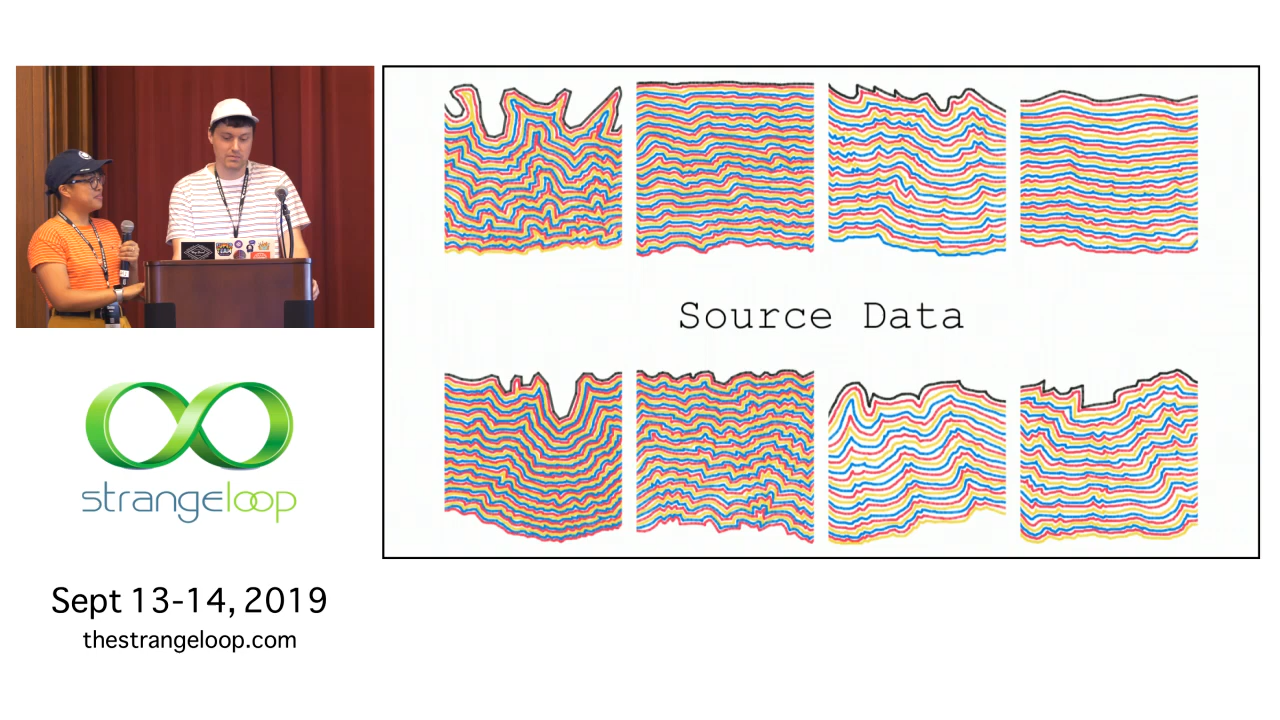 Source Data
strangeloop
Sept 13-14, 2019
thestrangeloop.com